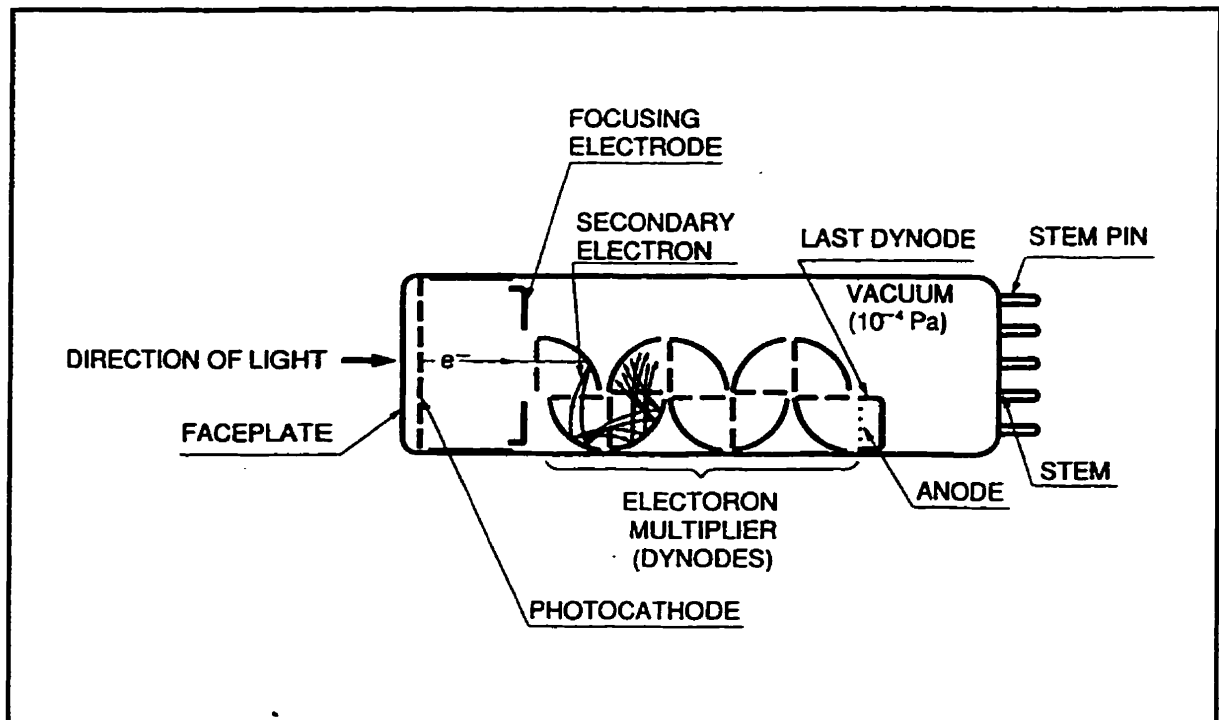 FOCUSING
ELECTRODE
SECONDARY
ELECTRON
LAST DYNODE
STEM PIN
VACUUM
(10⁻⁴ Pa)
DIRECTION OF LIGHT
e⁻
FACEPLATE
STEM
ANODE
ELECTORON
MULTIPLIER
(DYNODES)
PHOTOCATHODE